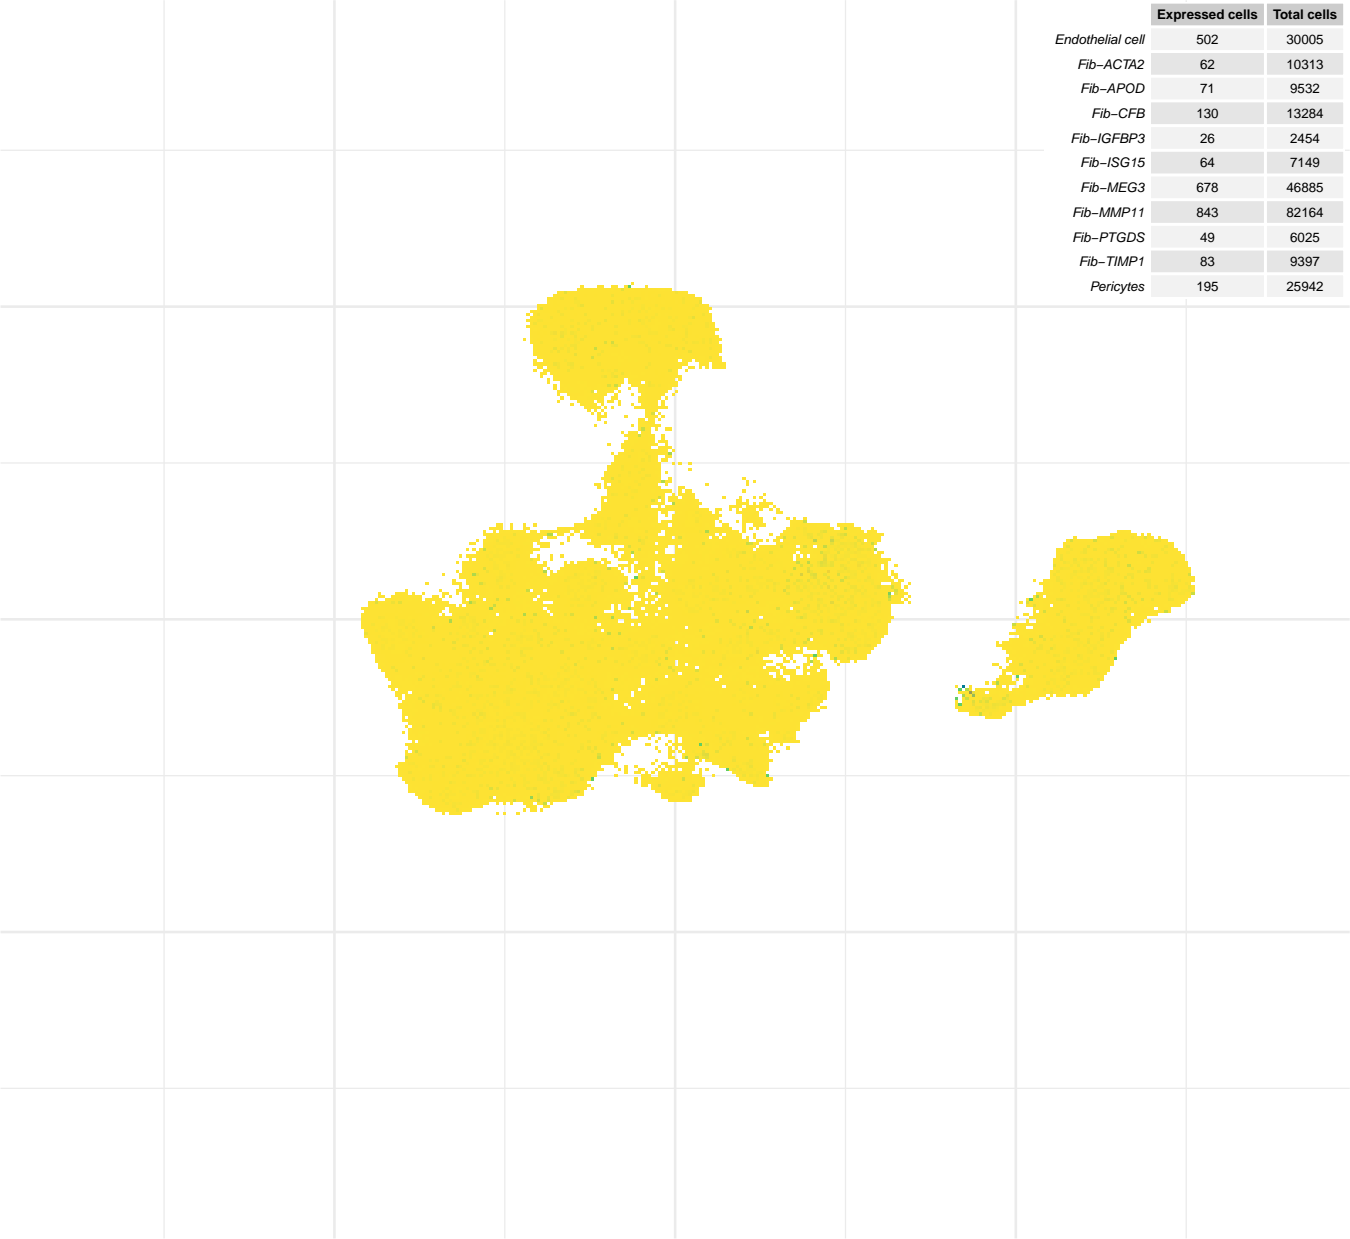 Expressed cells Total cells
Endothelial cell 502 30005
Fib−ACTA2 62 10313
Fib−APOD 71 9532
Fib−CFB 130 13284
Fib−IGFBP3 26 2454
Fib−ISG15 64 7149
Fib−MEG3 678 46885
Fib−MMP11 843 82164
Fib−PTGDS 49 6025
Fib−TIMP1 83 9397
Pericytes 195 25942